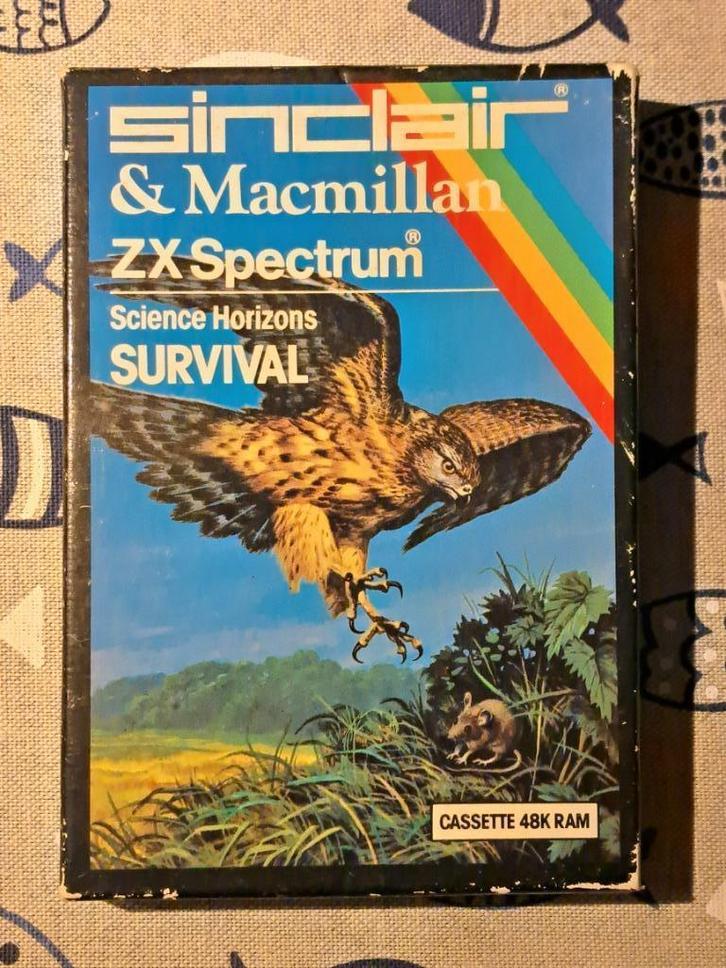 sinclair®
& Macmillan
ZX Spectrum®
Science Horizons
SURVIVAL
CASSETTE 48K RAM